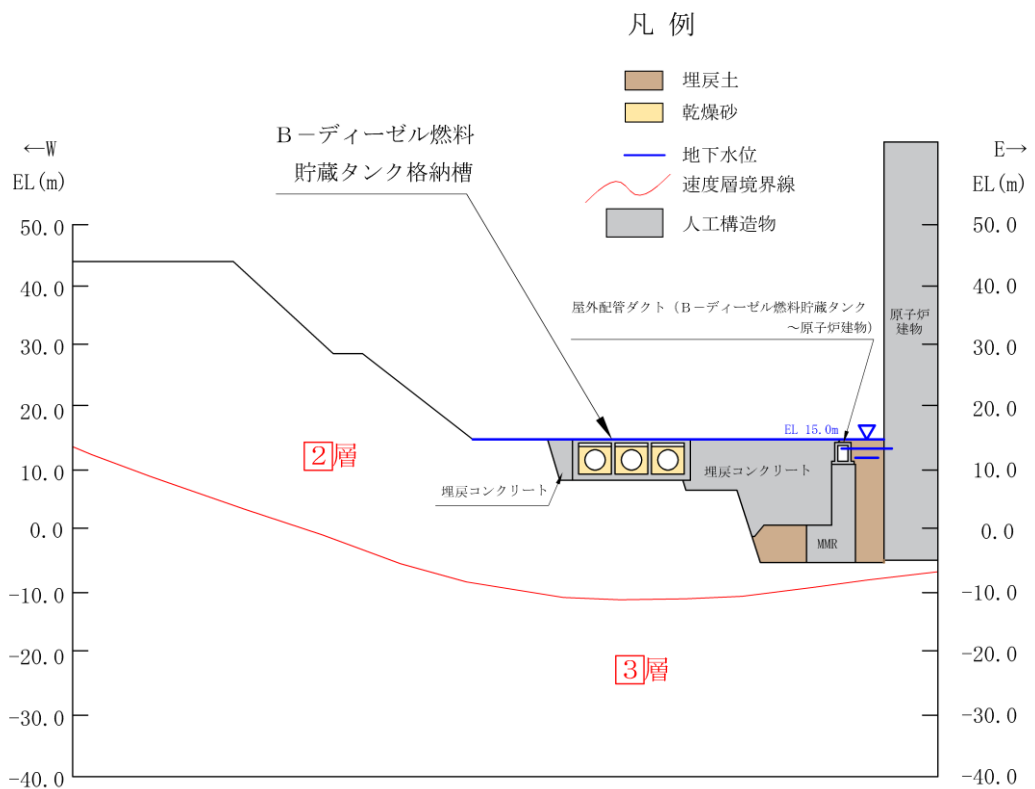 凡 例
埋戻土
乾燥砂
地下水位
速度層境界線
人工構造物
B-ディーゼル燃料
貯蔵タンク格納槽
←W
EL(m)
E→
EL(m)
50.0
40.0
30.0
20.0
10.0
0.0
-10.0
-20.0
-30.0
-40.0
屋外配管ダクト(B-ディーゼル燃料貯蔵タンク
~原子炉建物)
原子炉
建物
EL 15.0m
2層
埋戻コンクリート
埋戻コンクリート
MMR
3層
50.0
40.0
30.0
20.0
10.0
0.0
-10.0
-20.0
-30.0
-40.0